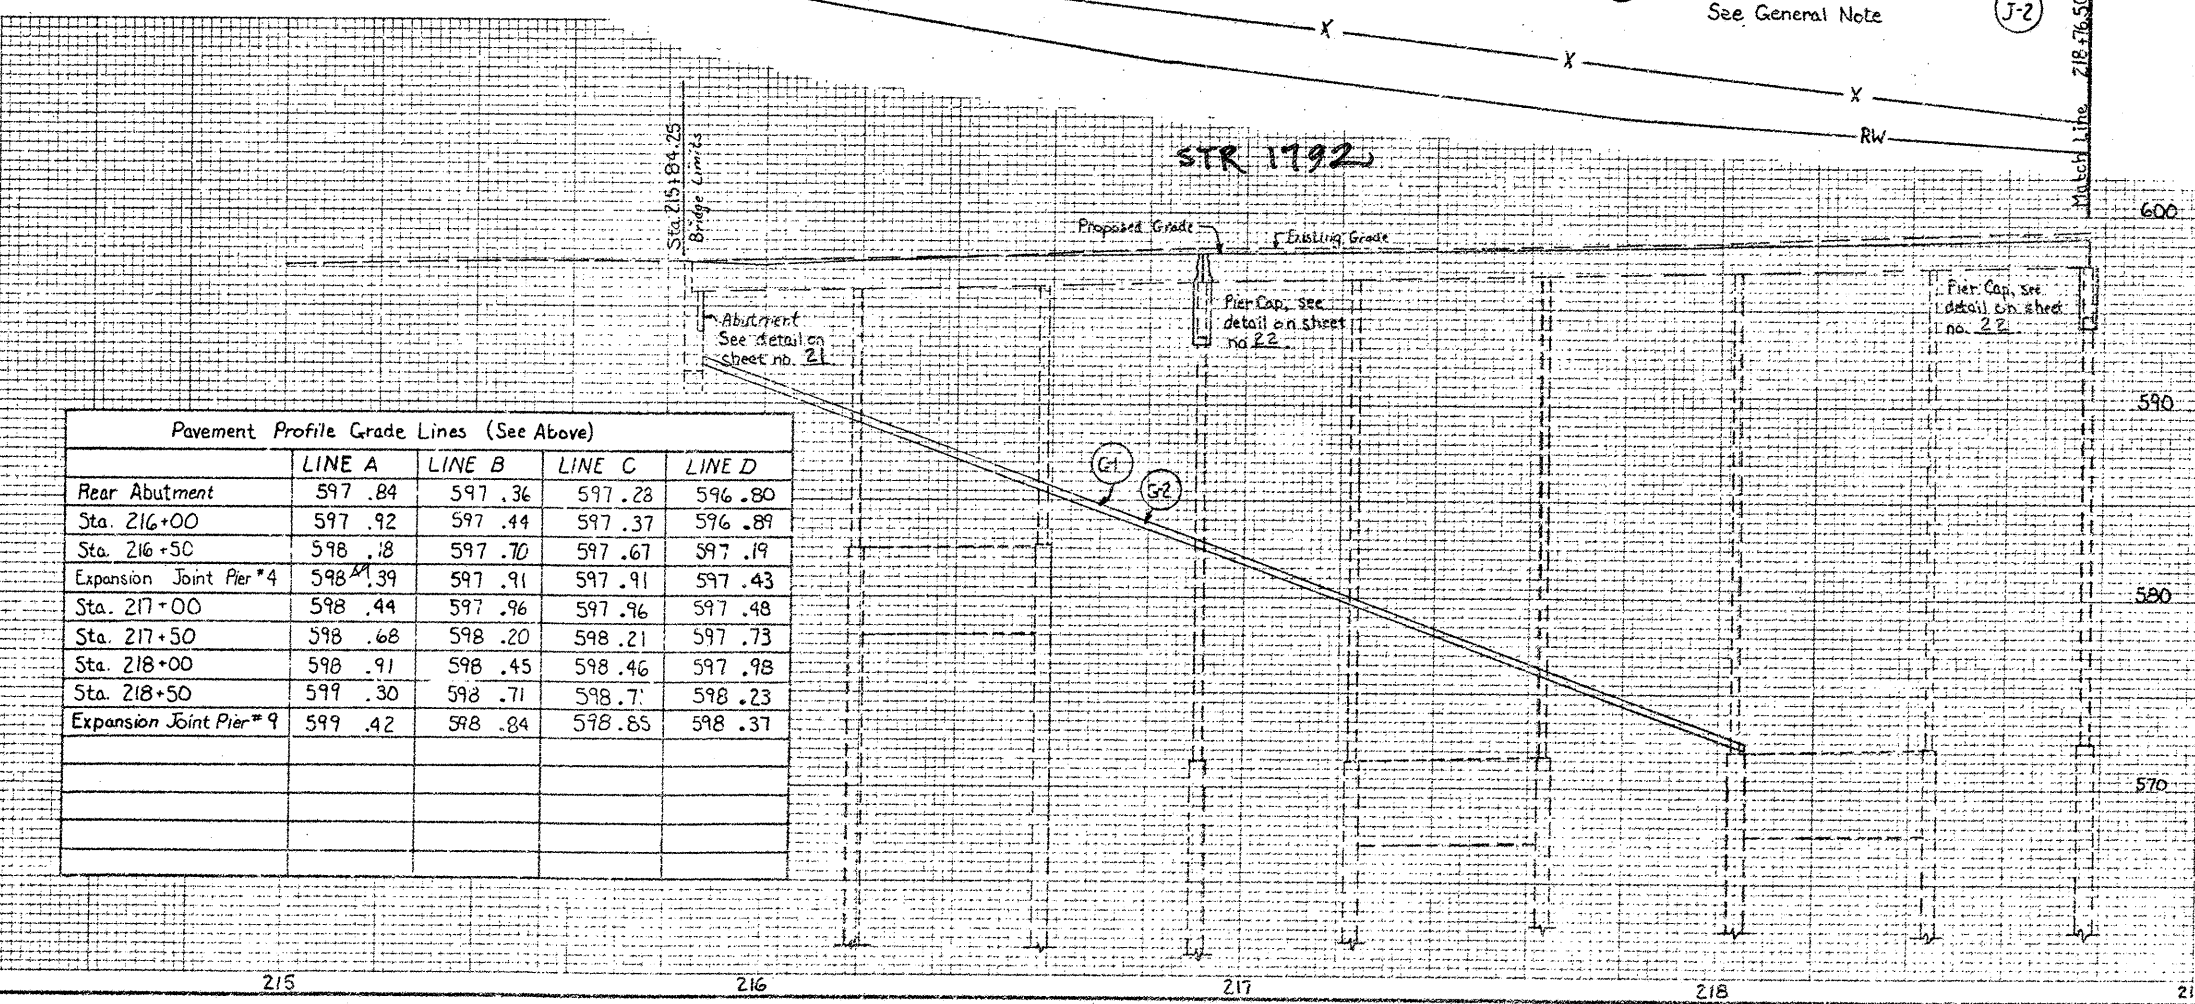 See General Note
J-2
218+76.50
Match Line
X
X
X
RW
STR 1792
Sta. 215+84.25
Bridge Limits
600
Proposed Grade
Existing Grade
Abutment
See detail on
sheet no. 21
Pier Cap, see
detail on sheet
no. 22
Pier Cap, see
detail on sheet
no. 22
590
Pavement Profile Grade Lines (See Above)
LINE A LINE B LINE C LINE D
Rear Abutment 597 .84 597 .36 597 .28 596 .80
Sta. 216+00 597 .92 597 .44 597 .37 596 .89
Sta. 216+50 598 .18 597 .70 597 .67 597 .19
Expansion Joint Pier #4 598 .39 597 .91 597 .91 597 .43
Sta. 217+00 598 .44 597 .96 597 .96 597 .48
Sta. 217+50 598 .68 598 .20 598 .21 597 .73
Sta. 218+00 598 .91 598 .45 598 .46 597 .98
Sta. 218+50 599 .30 598 .71 598 .7 598 .23
Expansion Joint Pier #9 599 .42 598 .84 598 .85 598 .37
G-1
G-2
580
570
215 216 217 218 21